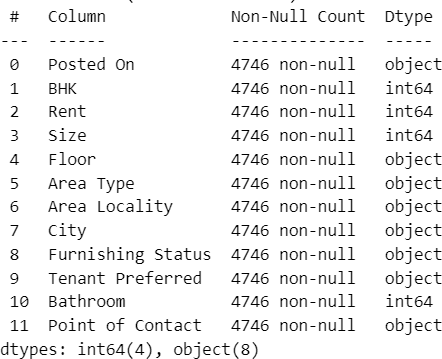 #   Column             Non-Null Count  Dtype
---  ------             --------------  -----
 0   Posted On          4746 non-null   object
 1   BHK                4746 non-null   int64
 2   Rent               4746 non-null   int64
 3   Size               4746 non-null   int64
 4   Floor              4746 non-null   object
 5   Area Type          4746 non-null   object
 6   Area Locality      4746 non-null   object
 7   City               4746 non-null   object
 8   Furnishing Status  4746 non-null   object
 9   Tenant Preferred   4746 non-null   object
 10  Bathroom           4746 non-null   int64
 11  Point of Contact   4746 non-null   object
dtypes: int64(4), object(8)